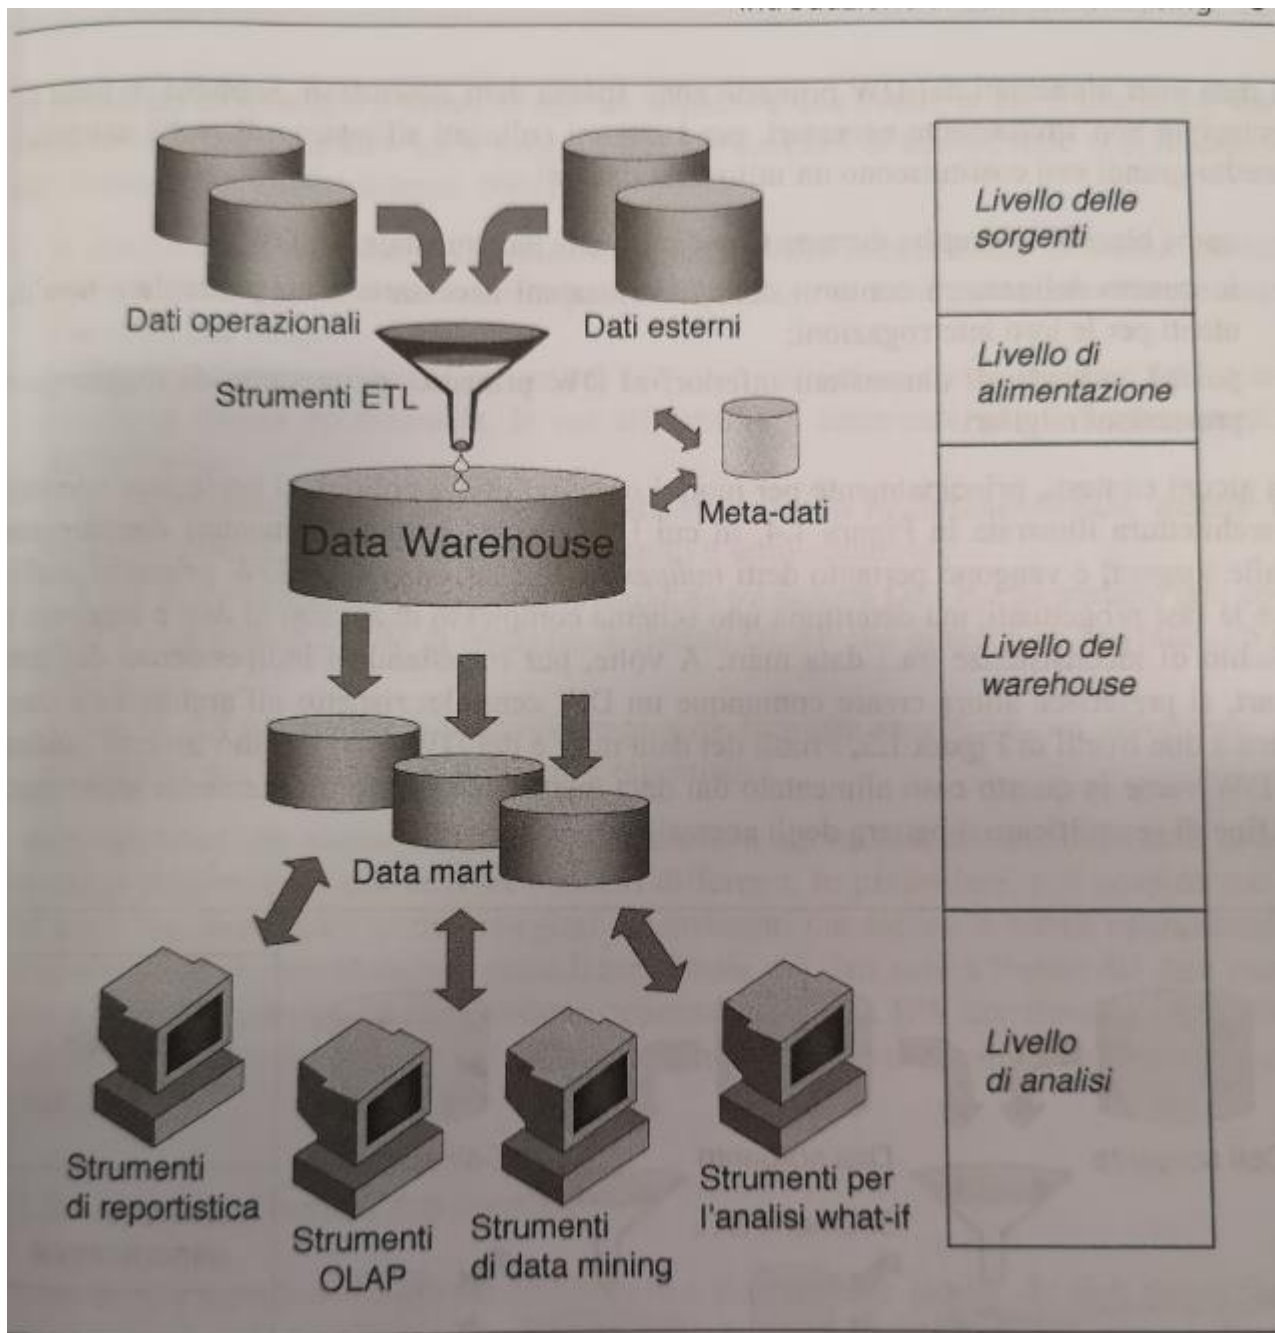 Dati operazionali
Dati esterni
Strumenti ETL
Meta-dati
Data Warehouse
Data mart
Strumenti
di reportistica
Strumenti
OLAP
Strumenti
di data mining
Strumenti per
l'analisi what-if
Livello delle
sorgenti
Livello di
alimentazione
Livello del
warehouse
Livello
di analisi